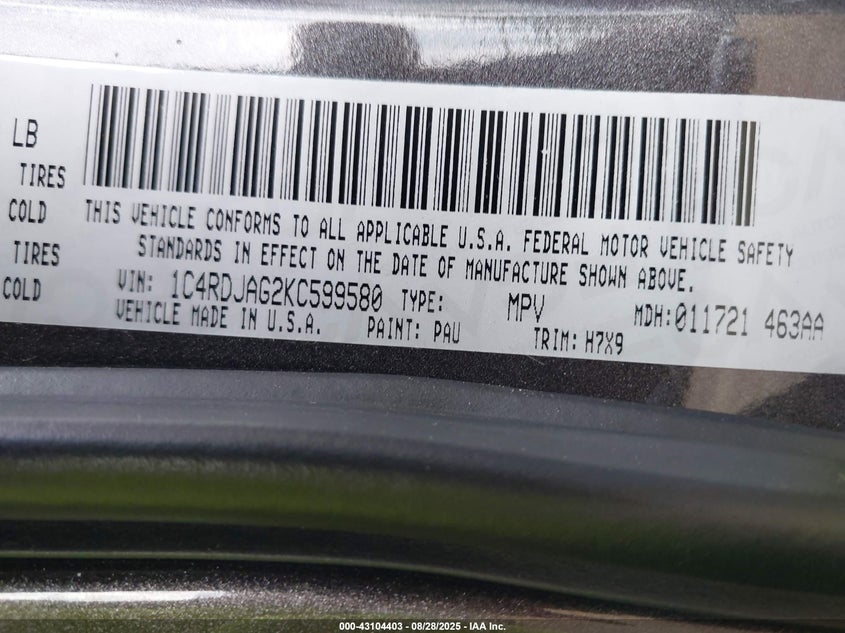 LB
TIRES
COLD
TIRES
COLD
THIS VEHICLE CONFORMS TO ALL APPLICABLE U.S.A. FEDERAL MOTOR VEHICLE SAFETY
STANDARDS IN EFFECT ON THE DATE OF MANUFACTURE SHOWN ABOVE.
VIN: 1C4RDJAG2KC599580 TYPE: MPV MDH:011721 463AA
VEHICLE MADE IN U.S.A. PAINT: PAU TRIM: H7X9
000-43104403 - 08/28/2025 - IAA Inc.